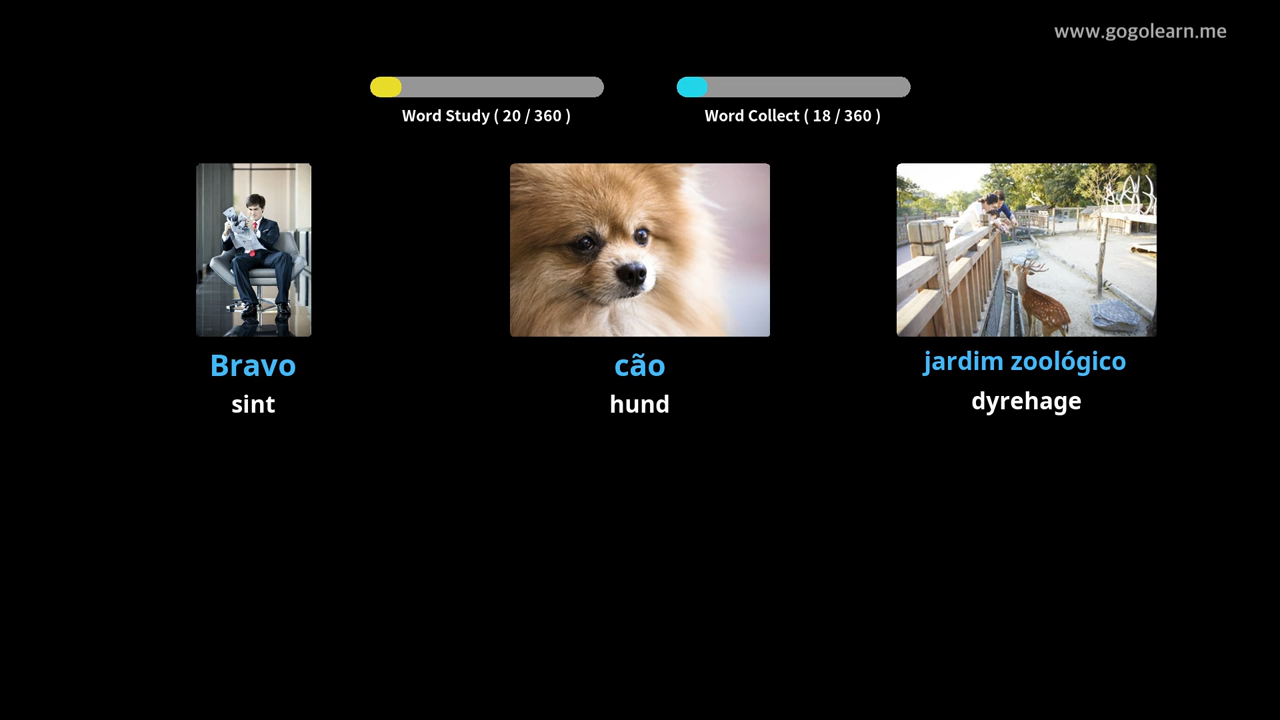 www.gogolearn.me
Word Study ( 20 / 360 )
Word Collect ( 18 / 360 )
Bravo
sint
cão
hund
jardim zoológico
dyrehage